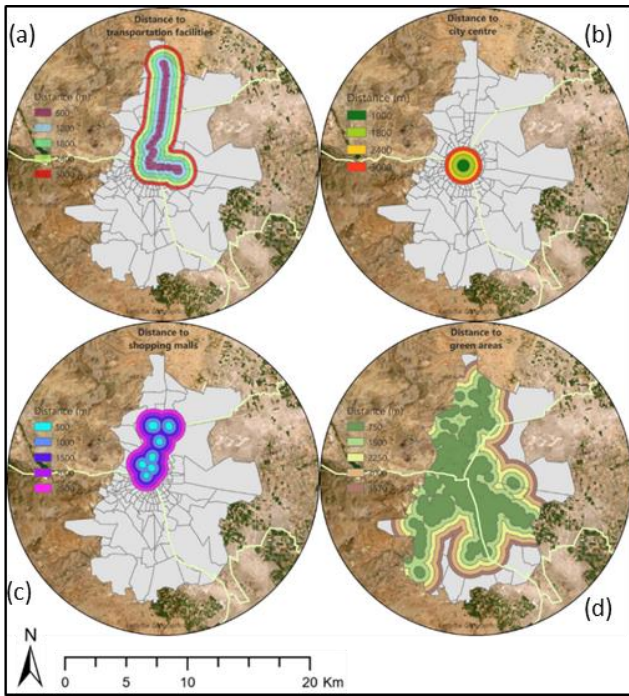 (a)
Distance to
transportation facilities
Distance (m)
600
1200
1800
2400
3000
(b)
Distance to
city centre
Distance (m)
1000
1800
2400
3000
(c)
Distance to
shopping malls
Distance (m)
500
1000
1500
2000
(d)
Distance to
green areas
Distance (m)
750
1500
2250
N
0
5
10
20 Km